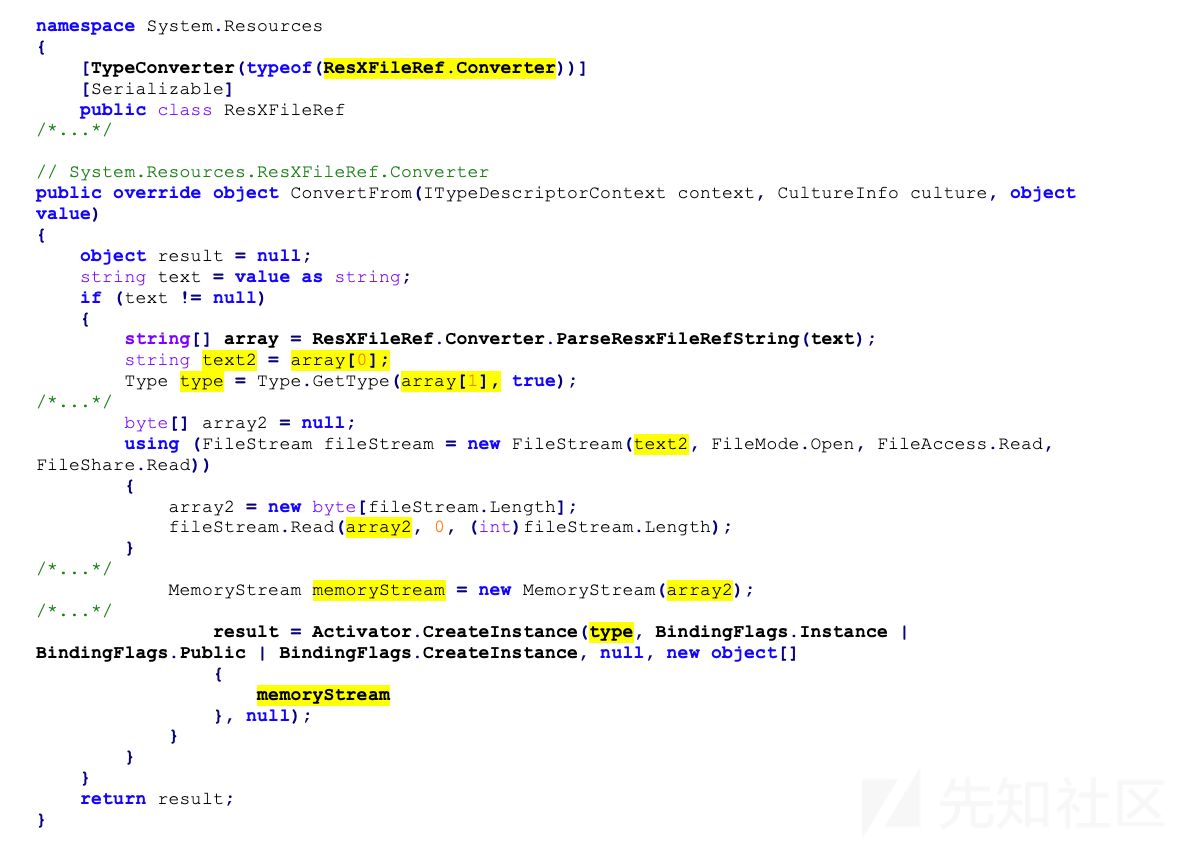 namespace System.Resources
{
    [TypeConverter(typeof(ResXFileRef.Converter))]
    [Serializable]
    public class ResXFileRef
/*...*/

// System.Resources.ResXFileRef.Converter
public override object ConvertFrom(ITypeDescriptorContext context, CultureInfo culture, object
value)
{
    object result = null;
    string text = value as string;
    if (text != null)
    {
        string[] array = ResXFileRef.Converter.ParseResxFileRefString(text);
        string text2 = array[0];
        Type type = Type.GetType(array[1], true);
/*...*/
        byte[] array2 = null;
        using (FileStream fileStream = new FileStream(text2, FileMode.Open, FileAccess.Read,
FileShare.Read))
        {
            array2 = new byte[fileStream.Length];
            fileStream.Read(array2, 0, (int)fileStream.Length);
        }
/*...*/
            MemoryStream memoryStream = new MemoryStream(array2);
/*...*/
                result = Activator.CreateInstance(type, BindingFlags.Instance |
BindingFlags.Public | BindingFlags.CreateInstance, null, new object[]
                {
                    memoryStream
                }, null);
            }
        }
    }
    return result;
}
先知社区